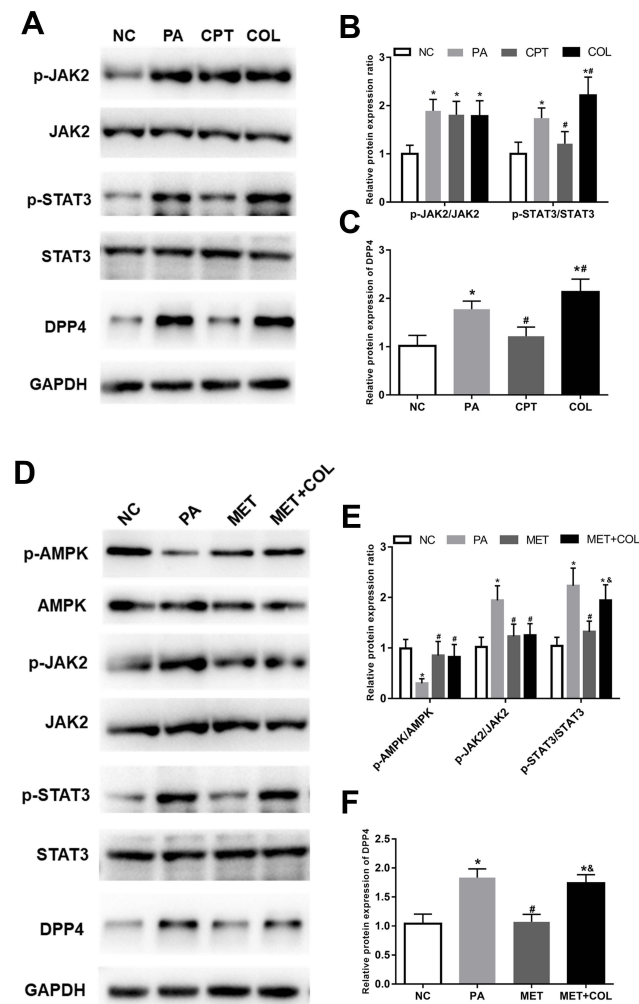 A
NC PA CPT COL
p-JAK2
JAK2
p-STAT3
STAT3
DPP4
GAPDH
B
NC PA CPT COL
Relative protein expression ratio
3
2
1
0
* * * * # *#
p-JAK2/JAK2 p-STAT3/STAT3
C
Relative protein expression of DPP4
3
2
1
0
* # *#
NC PA CPT COL
D
NC PA MET MET+COL
p-AMPK
AMPK
p-JAK2
JAK2
p-STAT3
STAT3
DPP4
GAPDH
E
NC PA MET MET+COL
Relative protein expression ratio
3
2
1
0
* # # * # # * # *&
p-AMPK/AMPK p-JAK2/JAK2 p-STAT3/STAT3
F
Relative protein expression of DPP4
2.5
2.0
1.5
1.0
0.5
0.0
* # *&
NC PA MET MET+COL